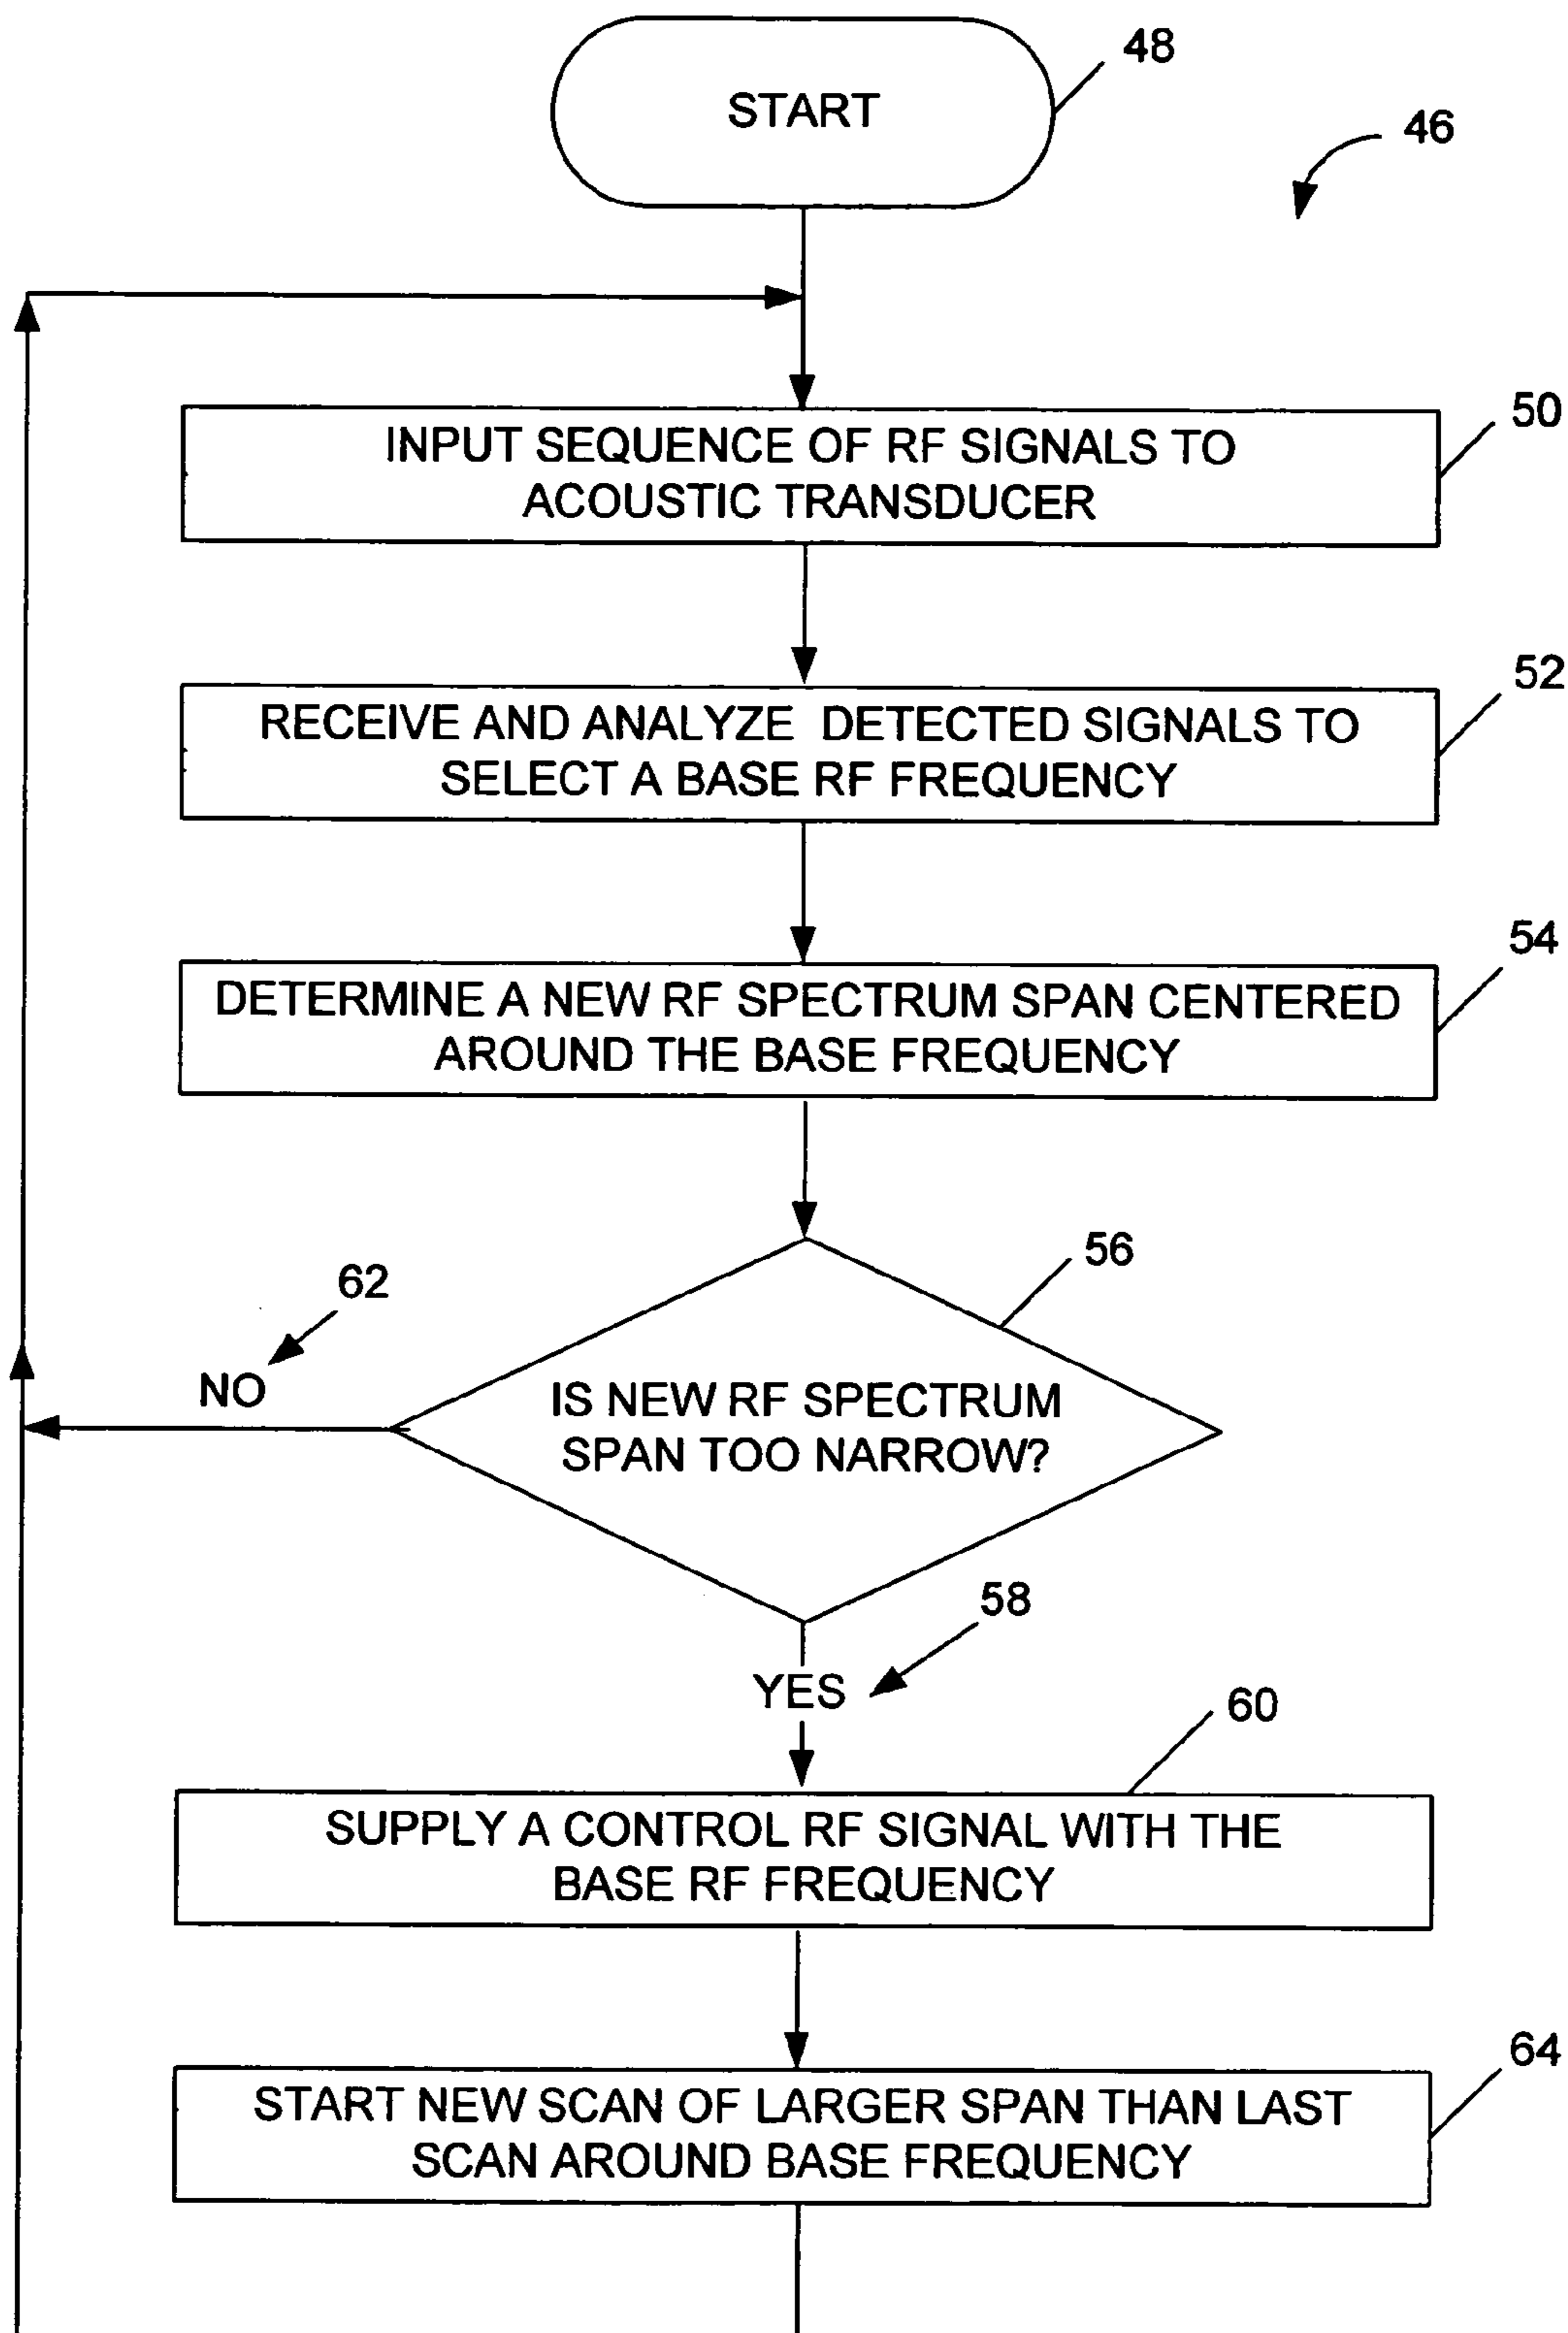 START
48
46
INPUT SEQUENCE OF RF SIGNALS TO
ACOUSTIC TRANSDUCER
50
RECEIVE AND ANALYZE DETECTED SIGNALS TO
SELECT A BASE RF FREQUENCY
52
DETERMINE A NEW RF SPECTRUM SPAN CENTERED
AROUND THE BASE FREQUENCY
54
56
62
NO
IS NEW RF SPECTRUM
SPAN TOO NARROW?
58
YES
60
SUPPLY A CONTROL RF SIGNAL WITH THE
BASE RF FREQUENCY
64
START NEW SCAN OF LARGER SPAN THAN LAST
SCAN AROUND BASE FREQUENCY